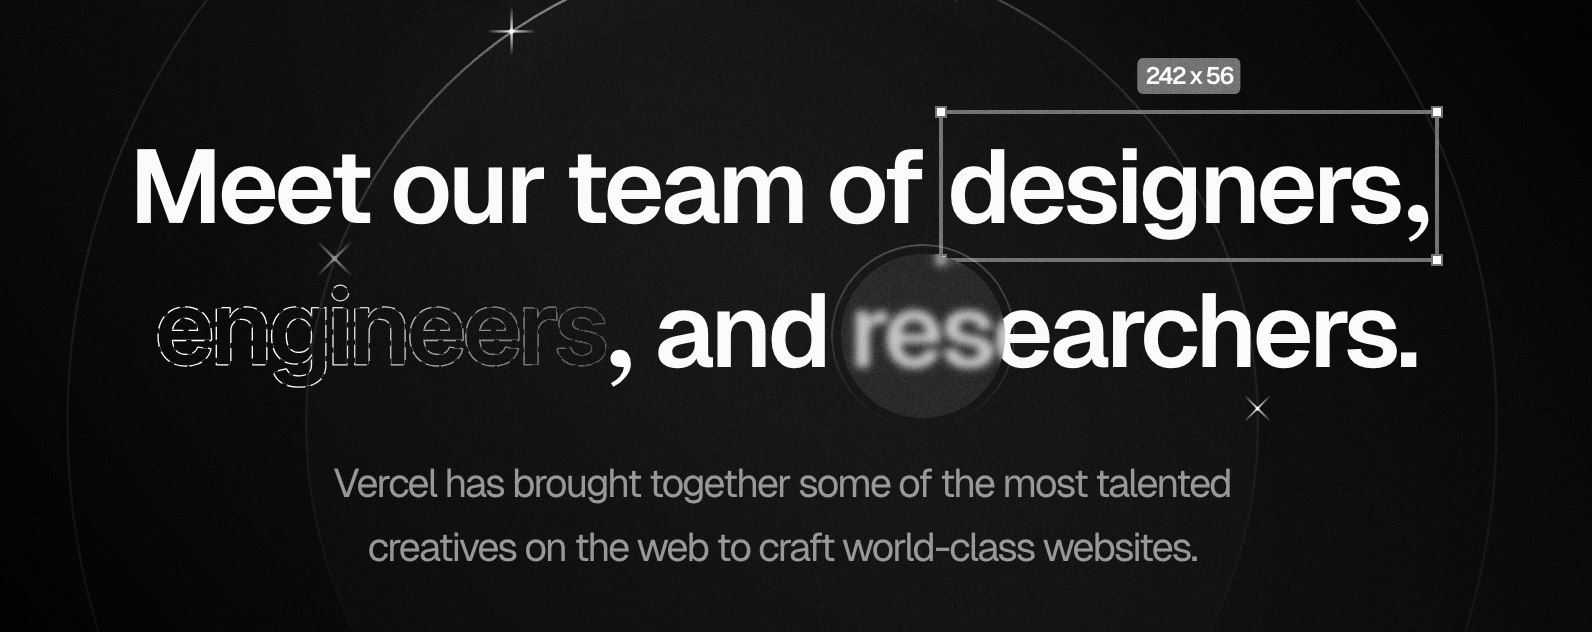 242 x 56
Meet our team of designers,
engineers, and researchers.
Vercel has brought together some of the most talented
creatives on the web to craft world-class websites.